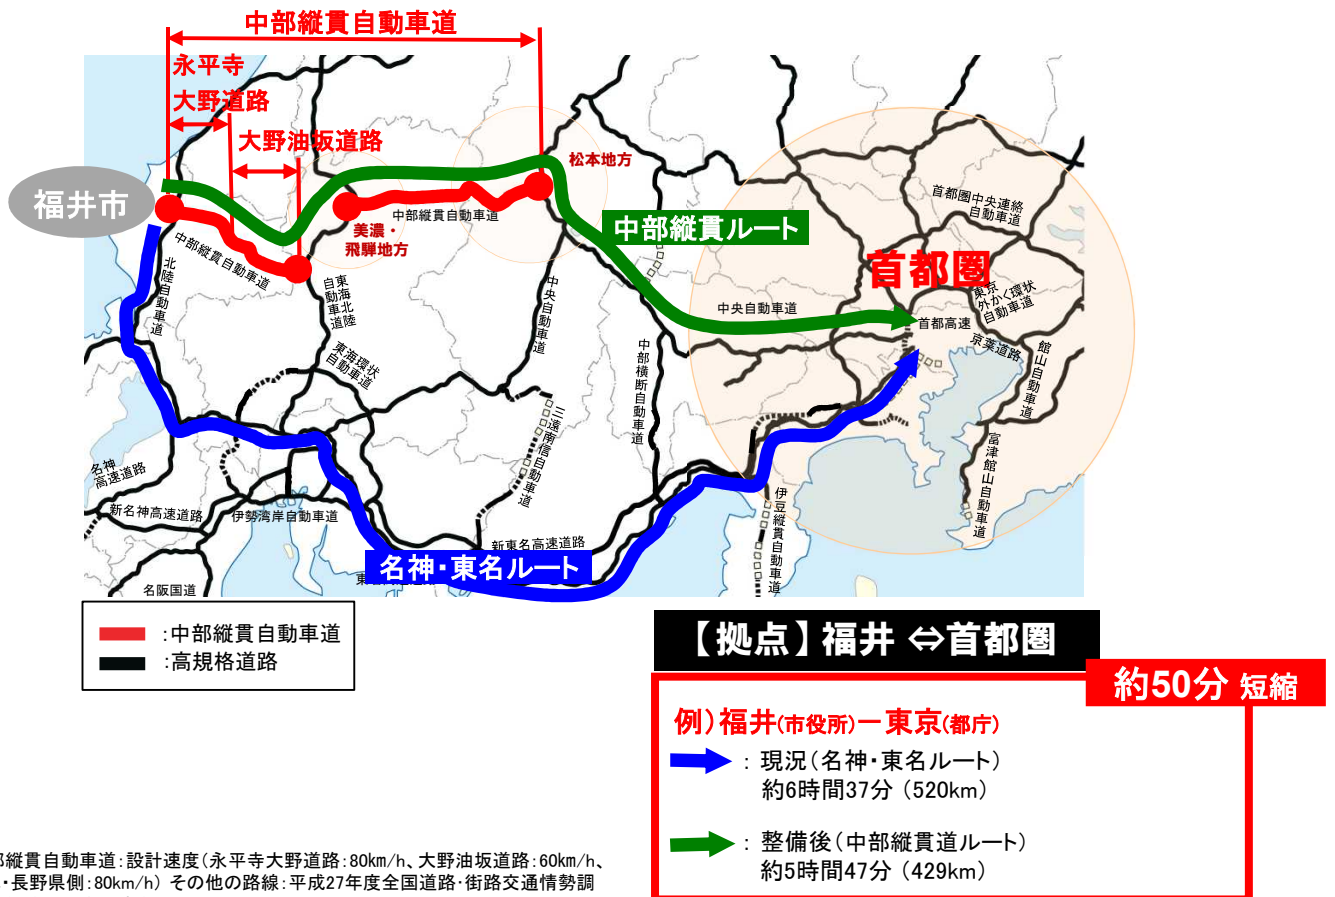 中部縦貫自動車道
永平寺
大野道路
大野油坂道路
福井市
松本地方
中部縦貫自動車道
美濃・
飛騨地方
中部縦貫自動車道
北陸自動車道
東海北陸
自動車道
東海環状
自動車道
中央自動車道
中部縦貫ルート
首都圏中央連絡
自動車道
首都圏
東京
外かく環状
自動車道
中央自動車道
首都高速
京葉道路
館山自動車道
中部横断自動車道
三遠南信自動車道
富津館山自動車道
名神
高速道路
新名神高速道路
伊勢湾岸自動車道
新東名高速道路
伊豆縦貫自動車道
名神・東名ルート
名阪国道
:中部縦貫自動車道
:高規格道路
【拠点】福井⇔首都圏
約50分 短縮
例)福井(市役所)ー東京(都庁)
: 現況(名神・東名ルート)
約6時間37分 (520km)
: 整備後(中部縦貫道ルート)
約5時間47分 (429km)
縦貫自動車道:設計速度(永平寺大野道路:80km/h、大野油坂道路:60km/h、
・長野県側:80km/h) その他の路線:平成27年度全国道路・街路交通情勢調